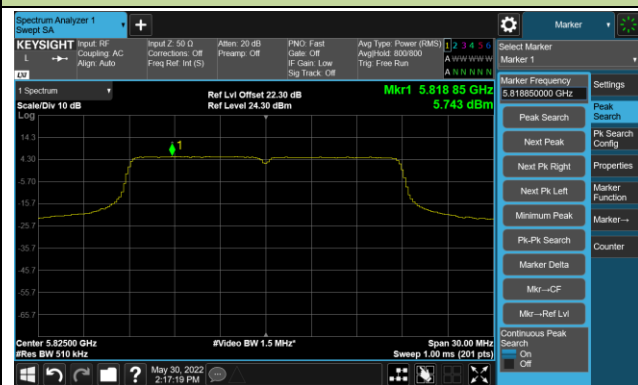 Spectrum Analyzer 1
Swept SA
+
Marker
KEYSIGHT
L
Input: RF
Coupling: AC
Align: Auto
Input Z: 50 Ω
Corrections: Off
Freq Ref: Int (S)
Atten: 20 dB
Preamp: Off
PNO: Fast
Gate: Off
IF Gain: Low
Sig Track: Off
Avg Type: Power (RMS)
Avg|Hold: 800/800
Trig: Free Run
1 2 3 4 5 6
A W W W W W
A N N N N N
Select Marker
Marker 1
LXI
1 Spectrum
Scale/Div 10 dB
Log
Ref Lvl Offset 22.30 dB
Ref Level 24.30 dBm
Mkr1 5.818 85 GHz
5.743 dBm
14.3
4.30
-5.70
-15.7
-25.7
-35.7
-45.7
-55.7
-65.7
1
Center 5.82500 GHz
#Res BW 510 kHz
#Video BW 1.5 MHz*
Span 30.00 MHz
Sweep 1.00 ms (201 pts)
Marker Frequency
5.818850000 GHz
Peak Search
Next Peak
Next Pk Right
Next Pk Left
Minimum Peak
Pk-Pk Search
Marker Delta
Mkr→CF
Mkr→Ref Lvl
Continuous Peak
Search
On
Off
Settings
Peak
Search
Pk Search
Config
Properties
Marker
Function
Marker→
Counter
?
May 30, 2022
2:17:19 PM